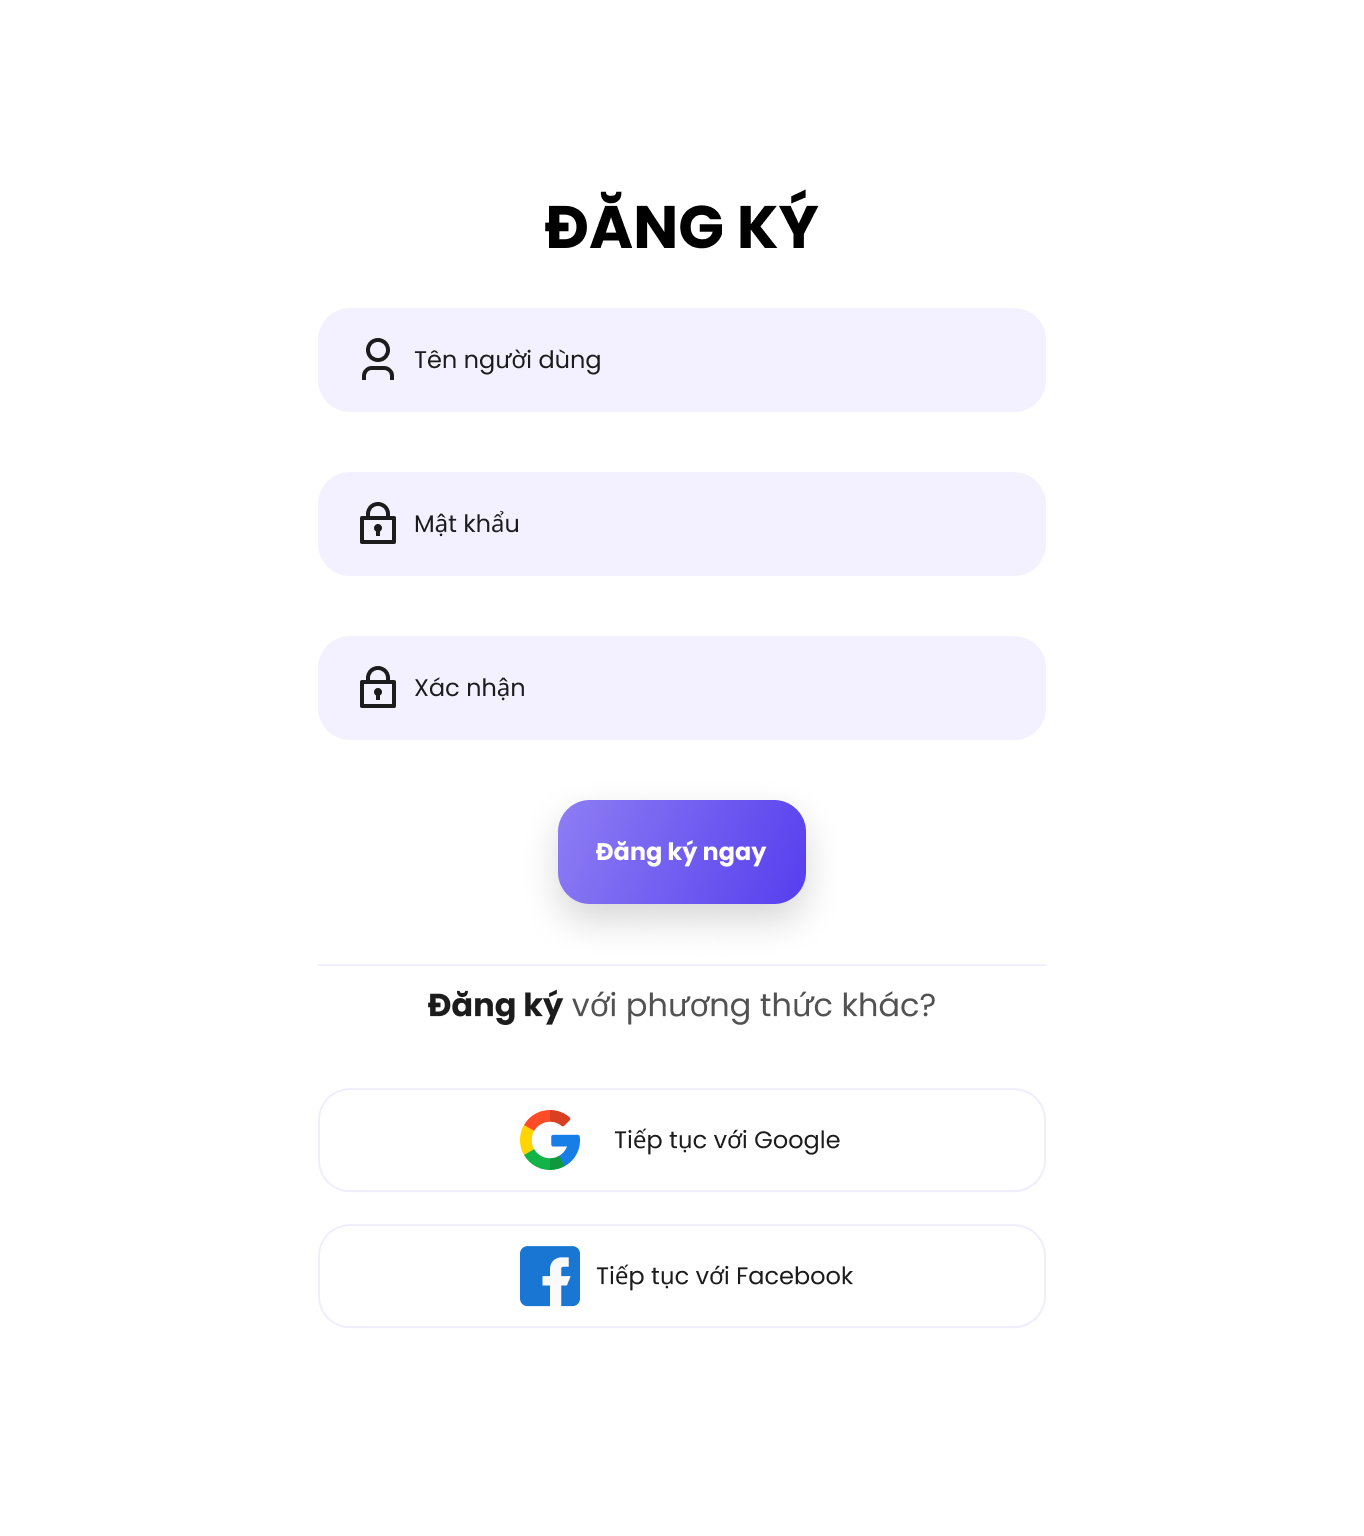 ĐĂNG KÝ
Tên người dùng
Mật khẩu
Xác nhận
Đăng ký ngay
Đăng ký với phương thức khác?
Tiếp tục với Google
Tiếp tục với Facebook